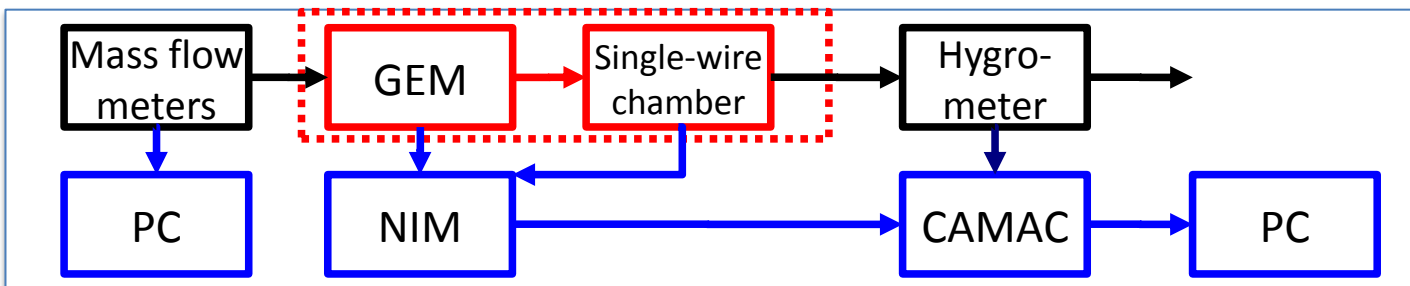 Mass flow
meters
GEM
Single-wire
chamber
Hygro-
meter
PC
NIM
CAMAC
PC